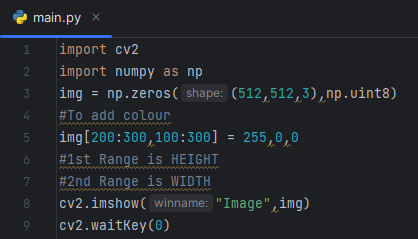 main.py ×
1 import cv2
2 import numpy as np
3 img = np.zeros( shape: (512,512,3),np.uint8)
4 #To add colour
5 img[200:300,100:300] = 255,0,0
6 #1st Range is HEIGHT
7 #2nd Range is WIDTH
8 cv2.imshow( winname: "Image",img)
9 cv2.waitKey(0)